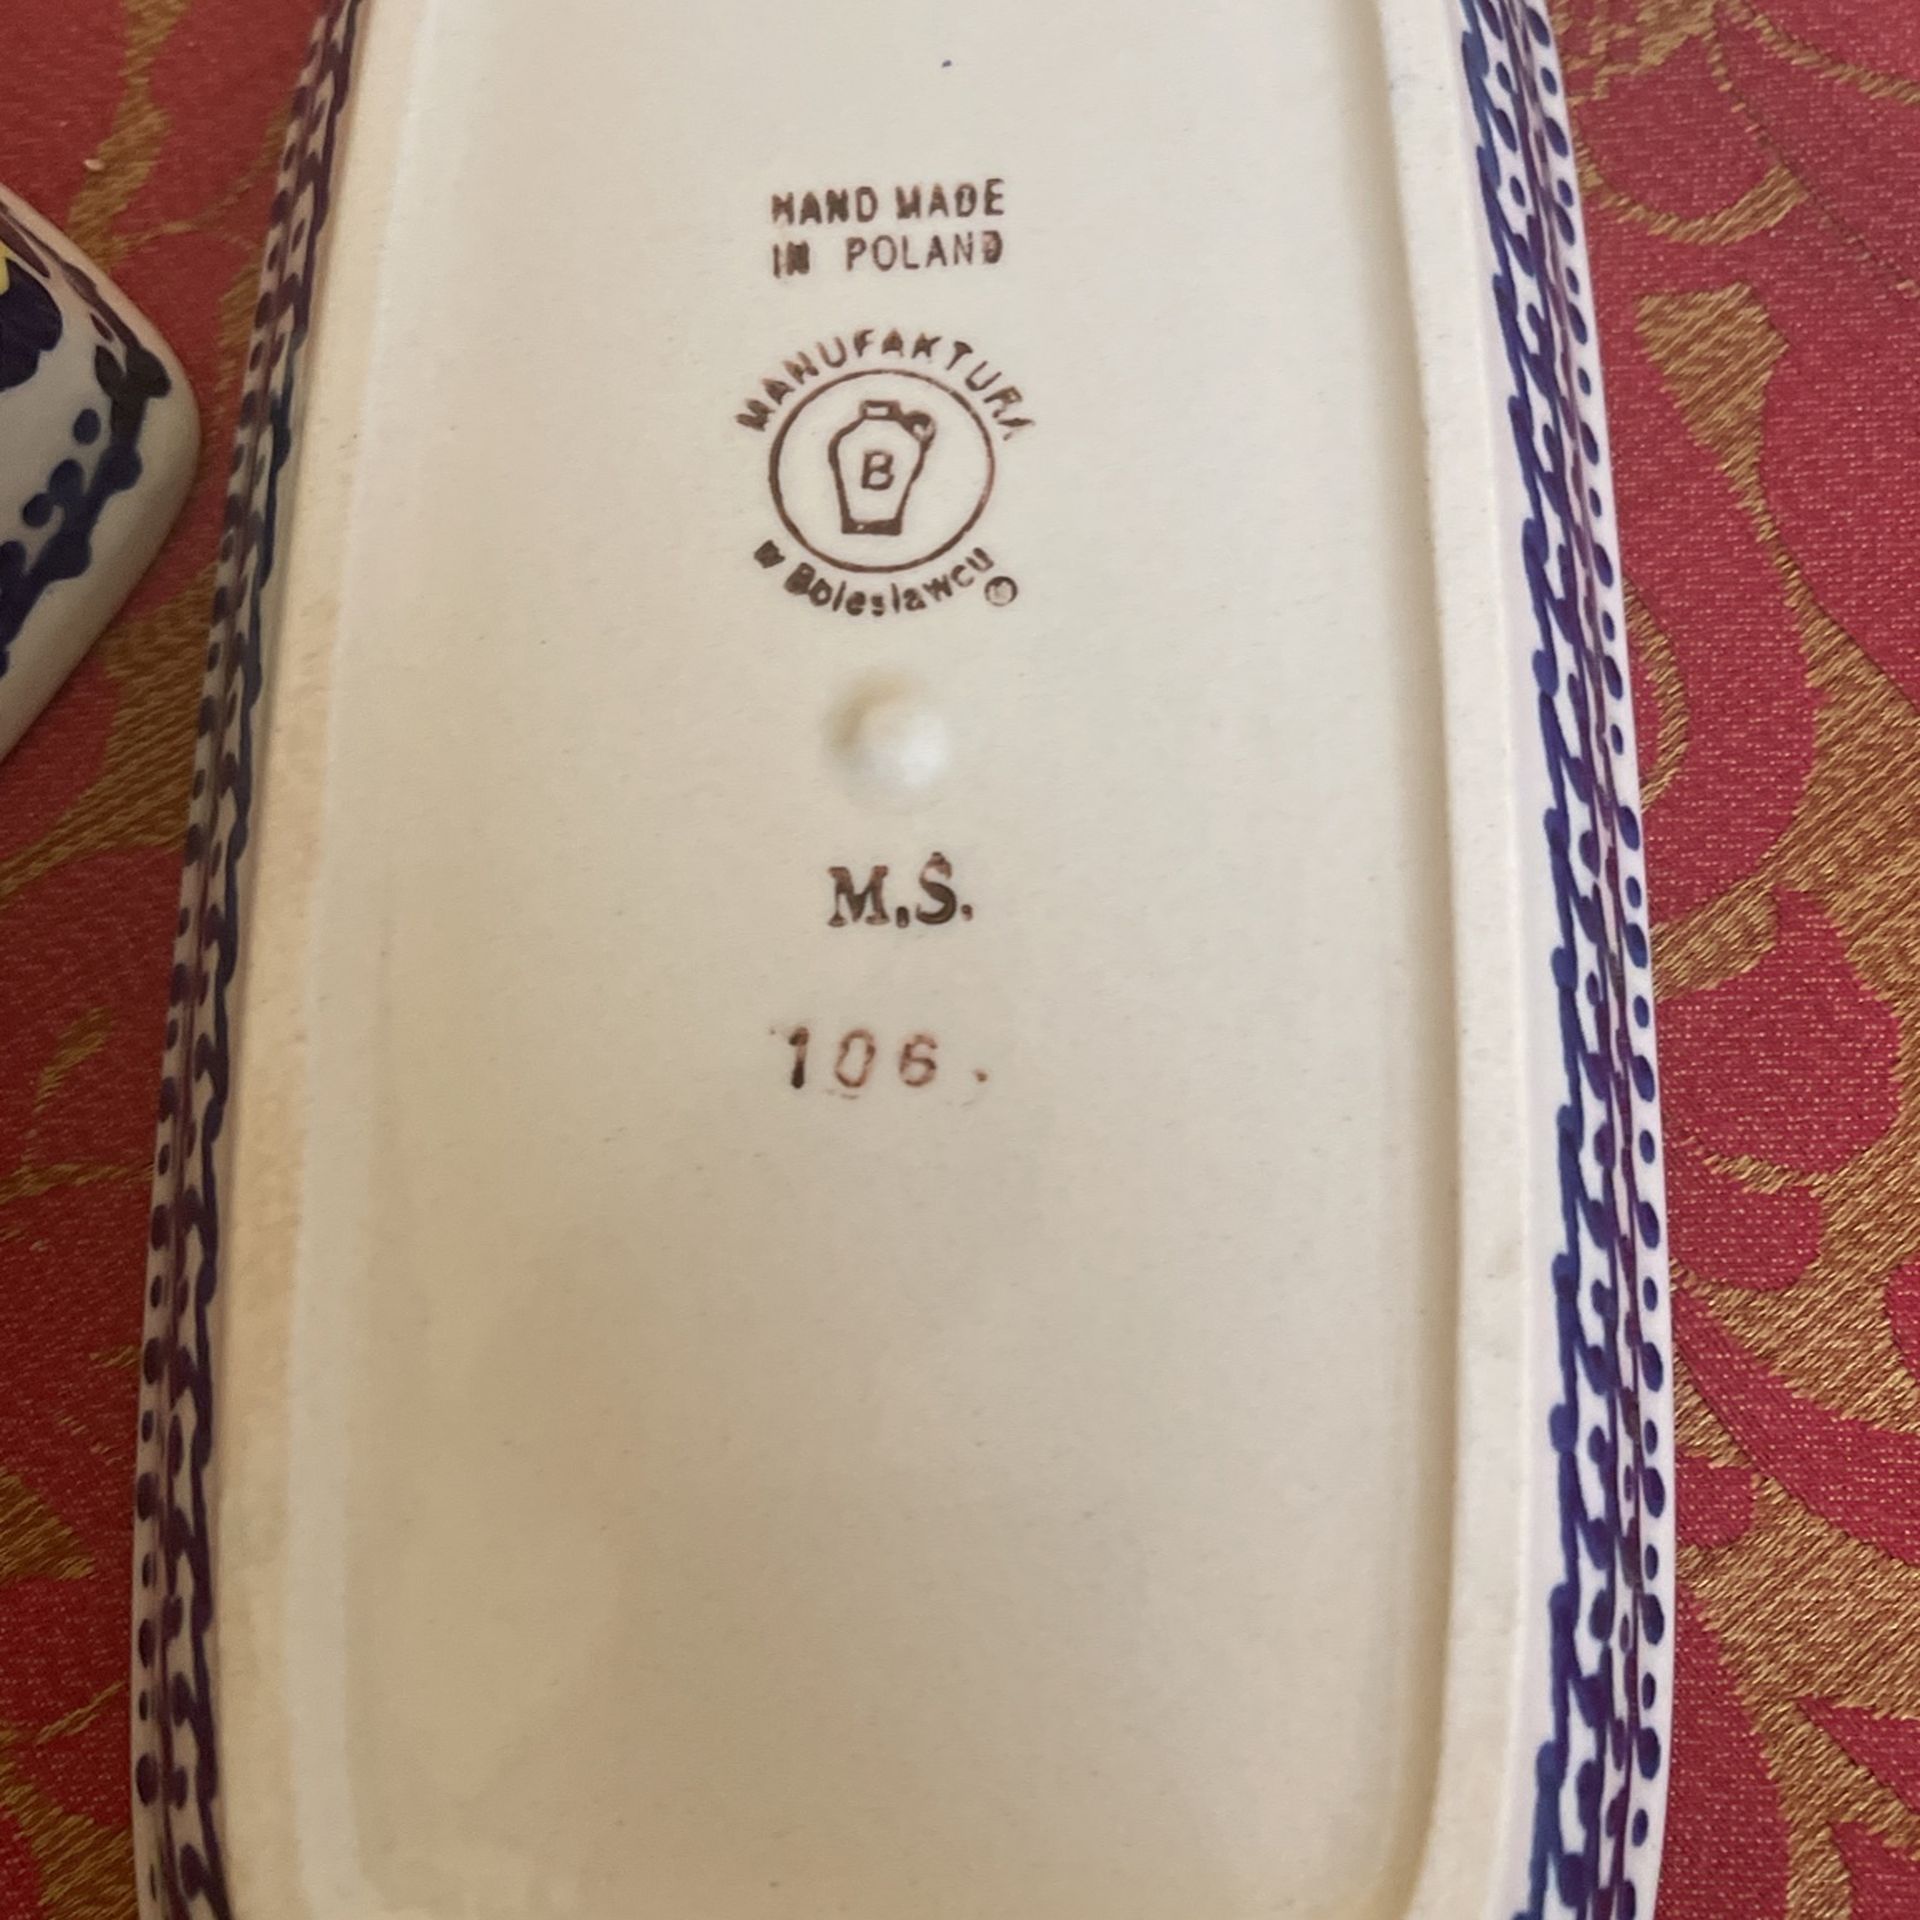 HAND MADE
IN POLAND
MANUFAKTURA
B
w Bolesławcu
M.Ś.
106.